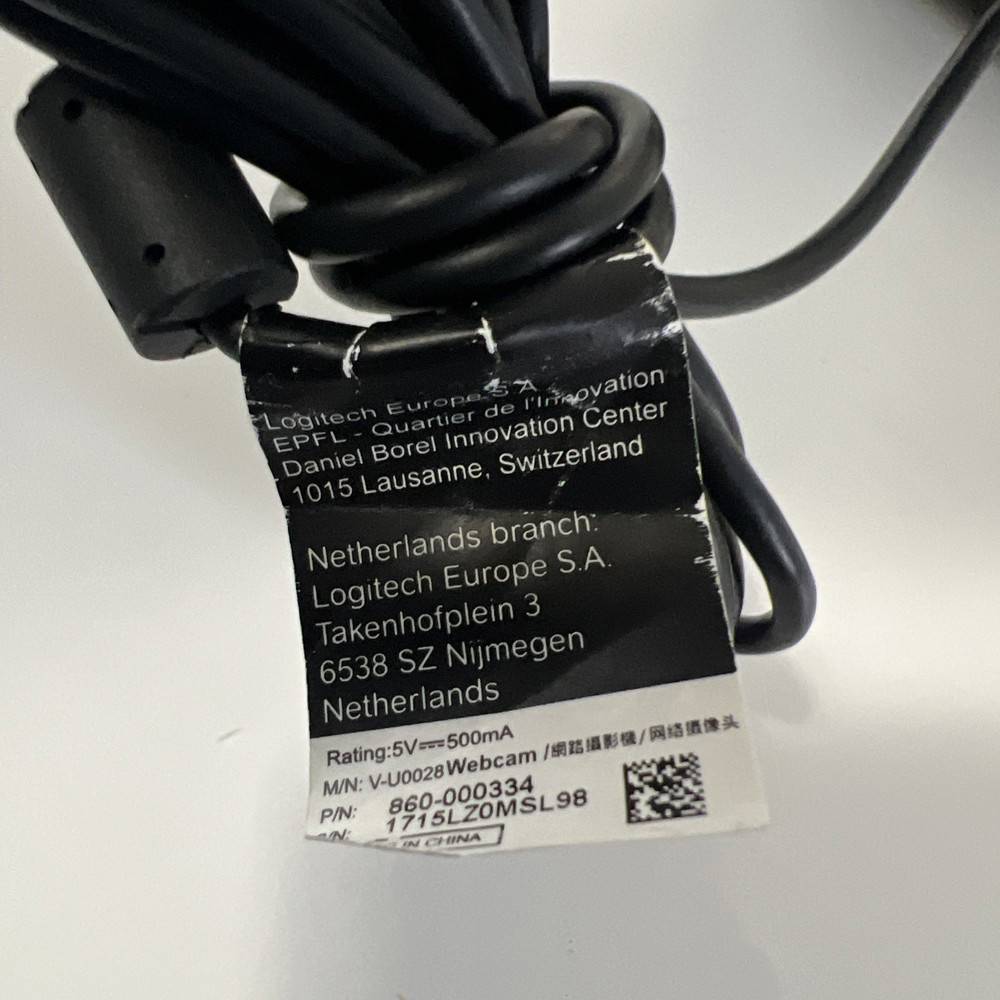 Logitech Europe S A
EPFL - Quartier de l'Innovation
Daniel Borel Innovation Center
1015 Lausanne, Switzerland
Netherlands branch:
Logitech Europe S.A.
Takenhofplein 3
6538 SZ Nijmegen
Netherlands
Rating:5V⎓500mA
M/N: V-U0028 Webcam /網路攝影機/网络摄像头
P/N: 860-000334
S/N: 1715LZ0MSL98
IN CHINA